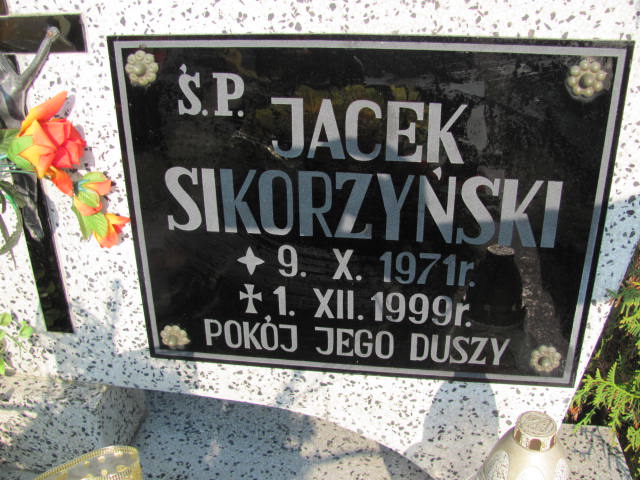 Ś.P. JACEK
SIKORZYŃSKI
9. X. 1971r.
1. XII. 1999r.
POKÓJ JEGO DUSZY